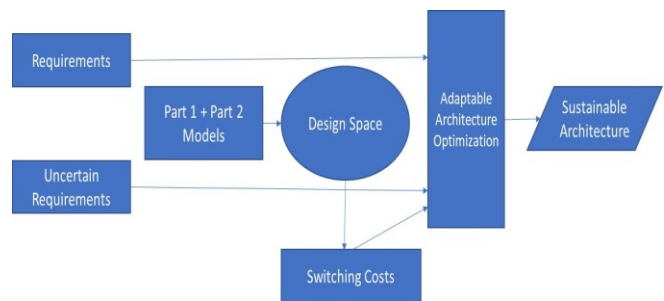 Requirements
Part 1 + Part 2
Models
Design Space
Adaptable
Architecture
Optimization
Sustainable
Architecture
Uncertain
Requirements
Switching Costs